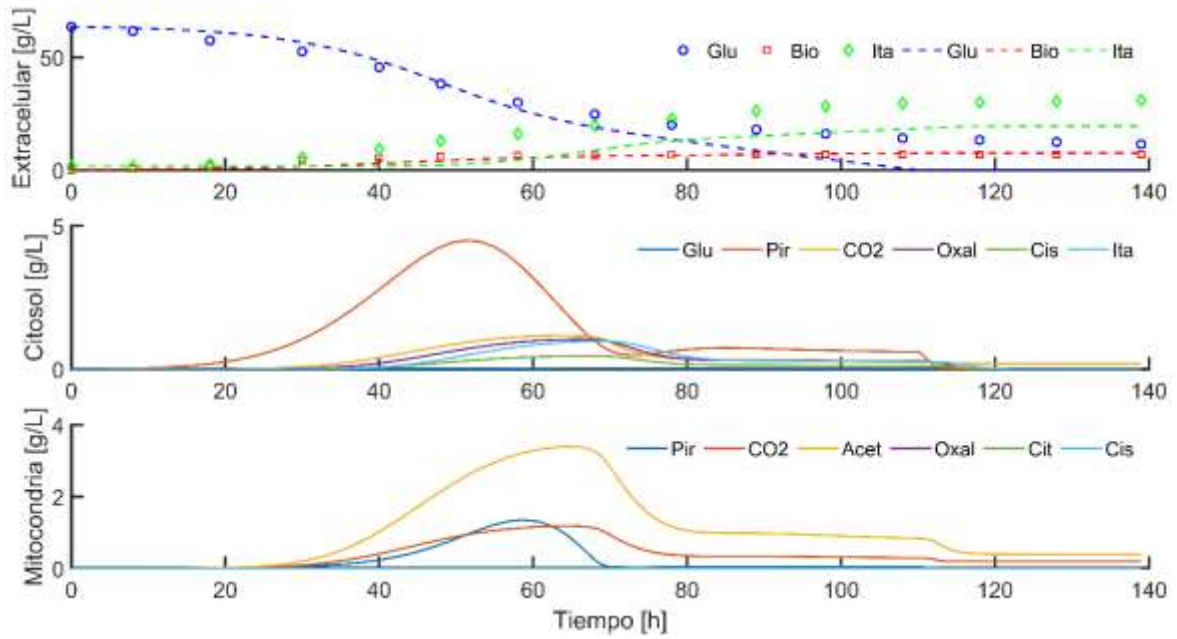 Extracelular [g/L]
50
0
Glu Bio Ita Glu Bio Ita
0 20 40 60 80 100 120 140
Citosol [g/L]
5
0
Glu Pir CO2 Oxal Cis Ita
0 20 40 60 80 100 120 140
Mitocondria [g/L]
4
2
0
Pir CO2 Acet Oxal Cit Cis
0 20 40 60 80 100 120 140
Tiempo [h]